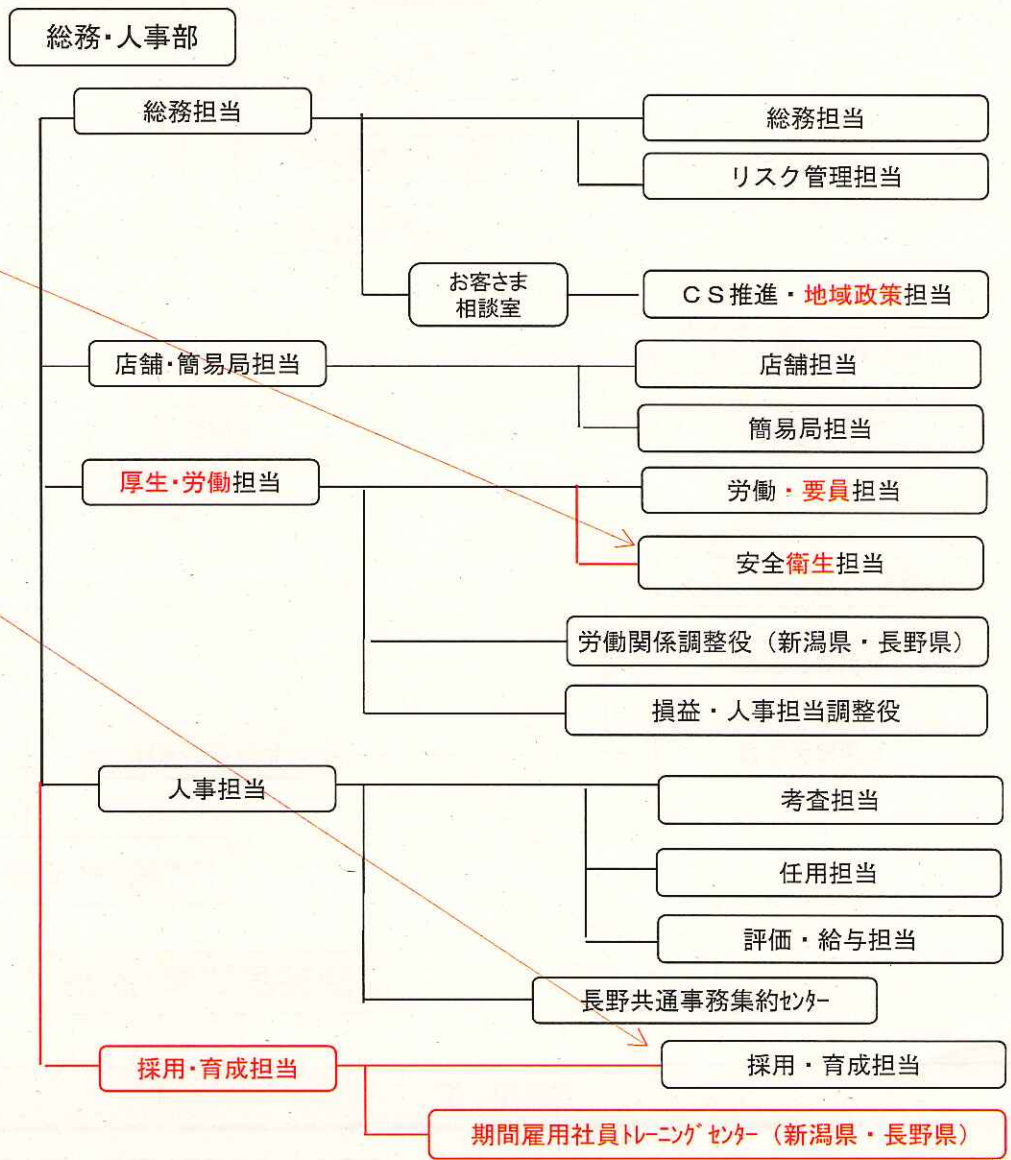 総務・人事部
総務担当
総務担当
リスク管理担当
お客さま
相談室
CS推進・地域政策担当
店舗・簡易局担当
店舗担当
簡易局担当
厚生・労働担当
労働・要員担当
安全衛生担当
労働関係調整役（新潟県・長野県）
損益・人事担当調整役
人事担当
考査担当
任用担当
評価・給与担当
長野共通事務集約ｾﾝﾀｰ
採用・育成担当
採用・育成担当
期間雇用社員ﾄﾚｰﾆﾝｸﾞｾﾝﾀｰ（新潟県・長野県）